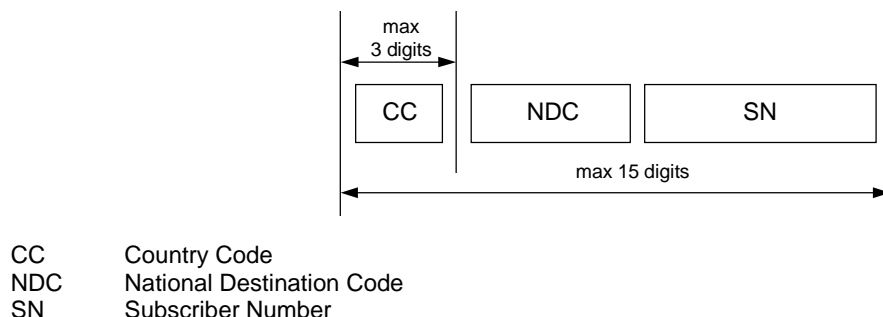 max
3 digits
CC NDC SN
max 15 digits
CC Country Code
NDC National Destination Code
SN Subscriber Number